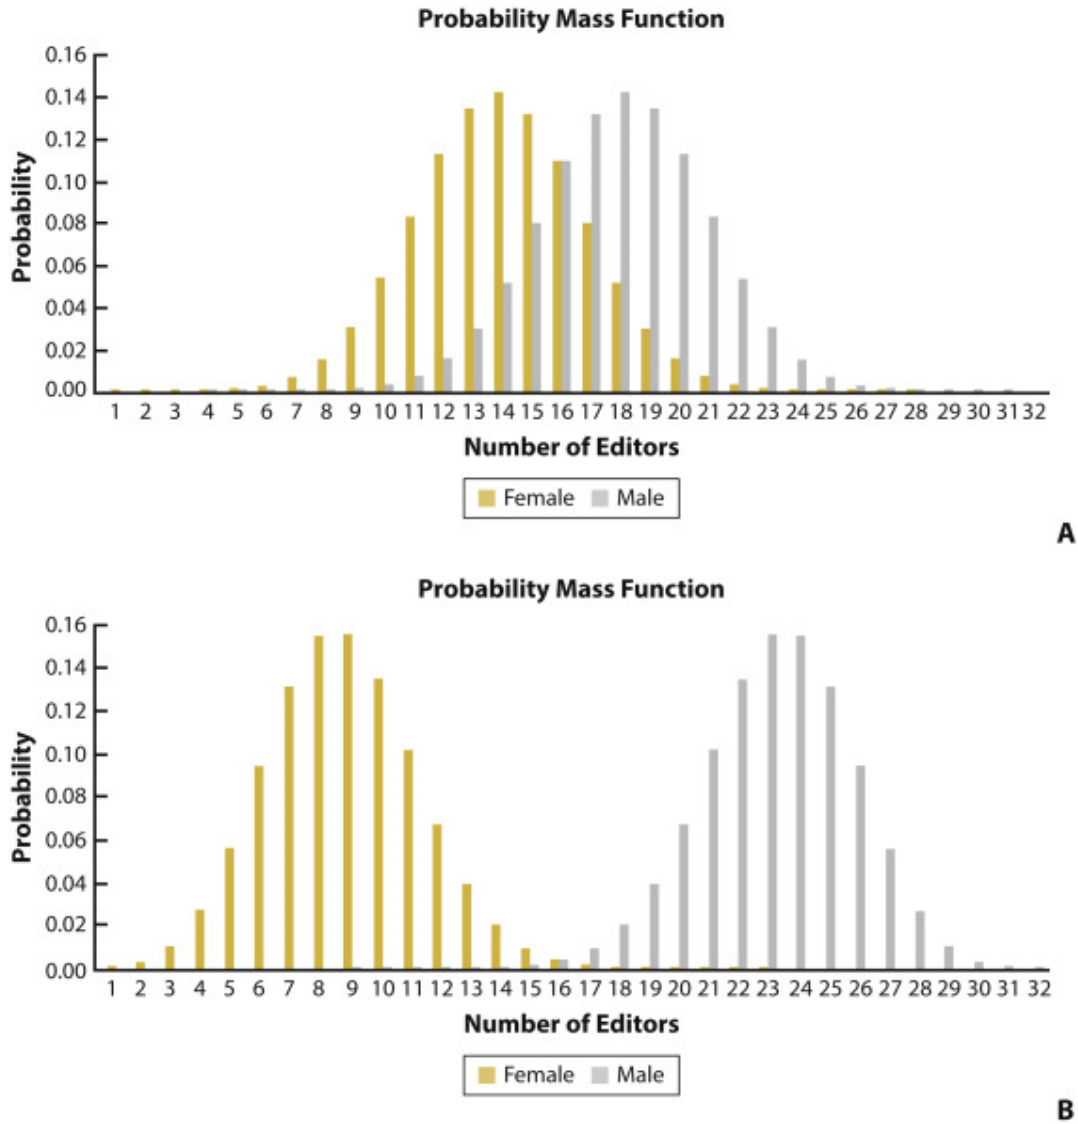 Probability Mass Function
0.16
0.14
0.12
0.10
0.08
0.06
0.04
0.02
0.00
Probability
1 2 3 4 5 6 7 8 9 10 11 12 13 14 15 16 17 18 19 20 21 22 23 24 25 26 27 28 29 30 31 32
Number of Editors
Female Male
A
Probability Mass Function
0.16
0.14
0.12
0.10
0.08
0.06
0.04
0.02
0.00
Probability
1 2 3 4 5 6 7 8 9 10 11 12 13 14 15 16 17 18 19 20 21 22 23 24 25 26 27 28 29 30 31 32
Number of Editors
Female Male
B